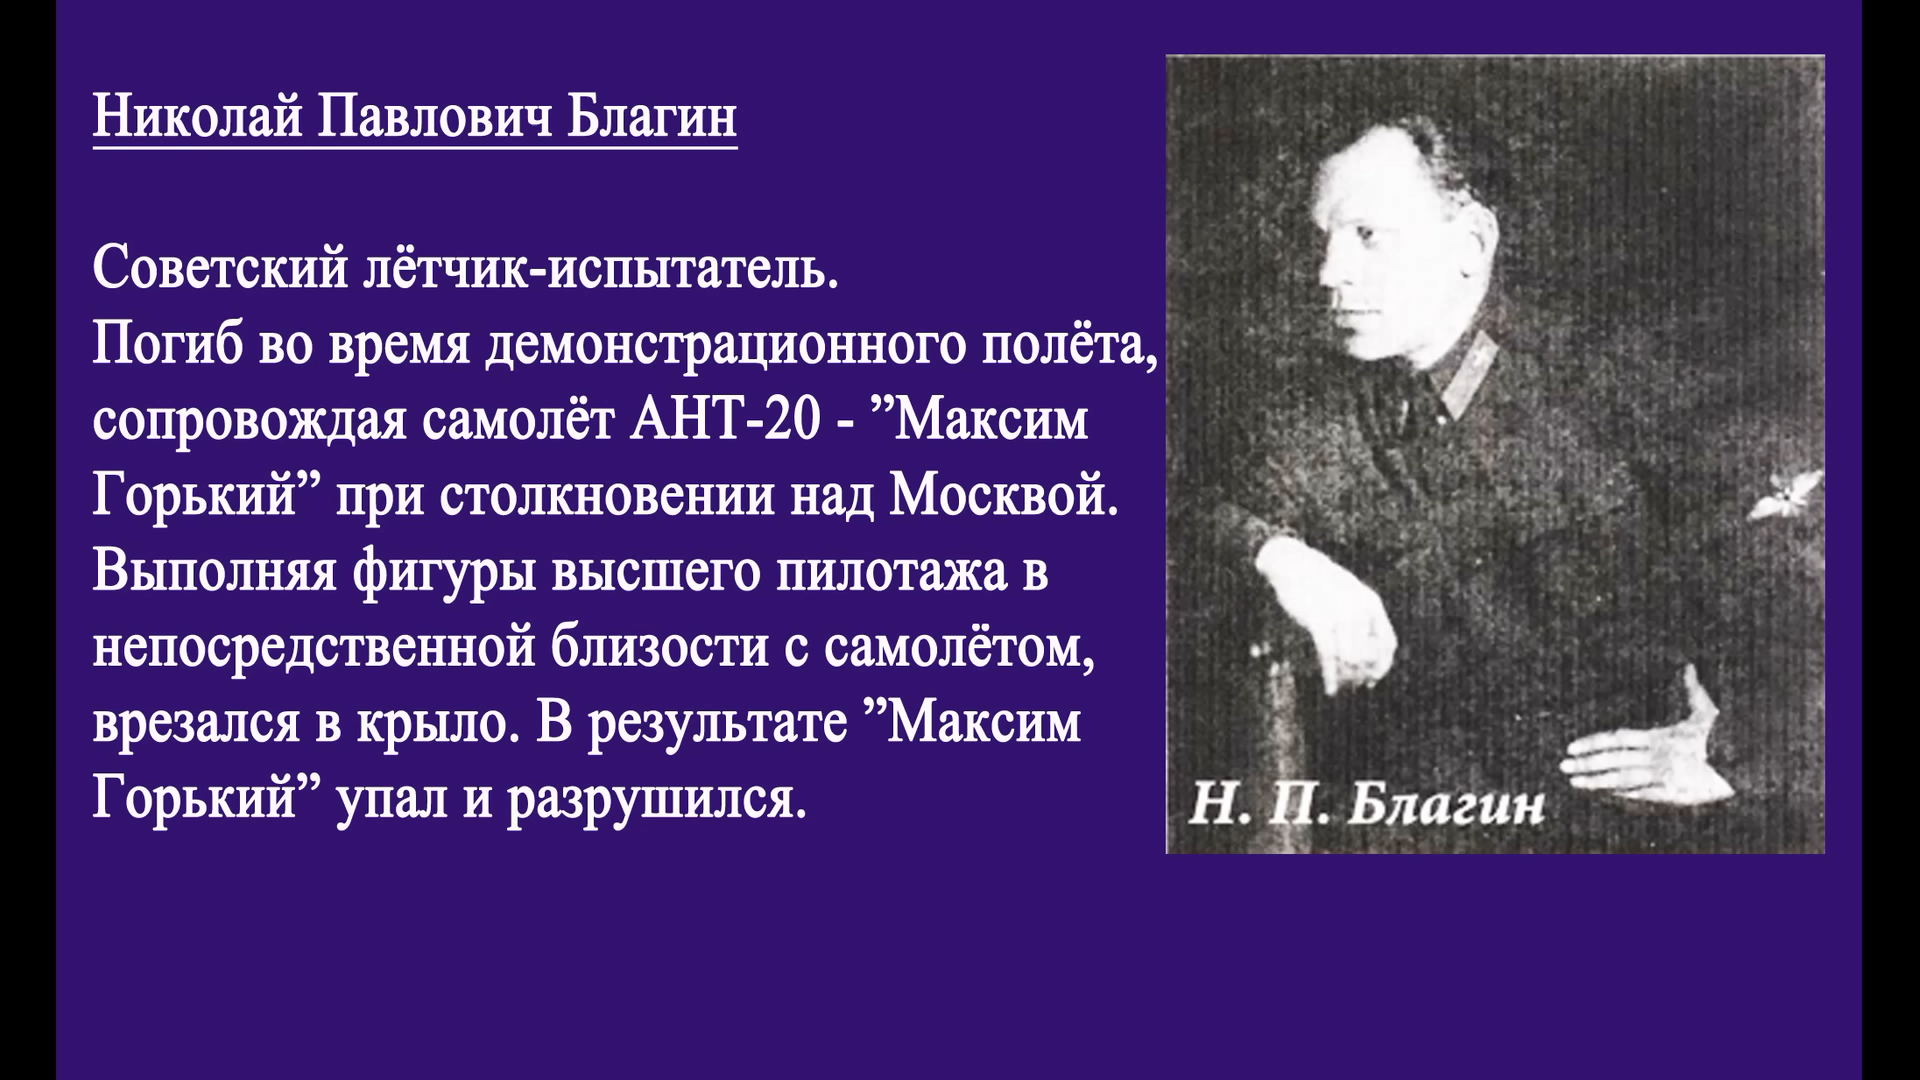 Николай Павлович Благин
Советский лётчик-испытатель.
Погиб во время демонстрационного полёта,
сопровождая самолёт АНТ-20 - ”Максим
Горький” при столкновении над Москвой.
Выполняя фигуры высшего пилотажа в
непосредственной близости с самолётом,
врезался в крыло. В результате ”Максим
Горький” упал и разрушился.
Н. П. Благин